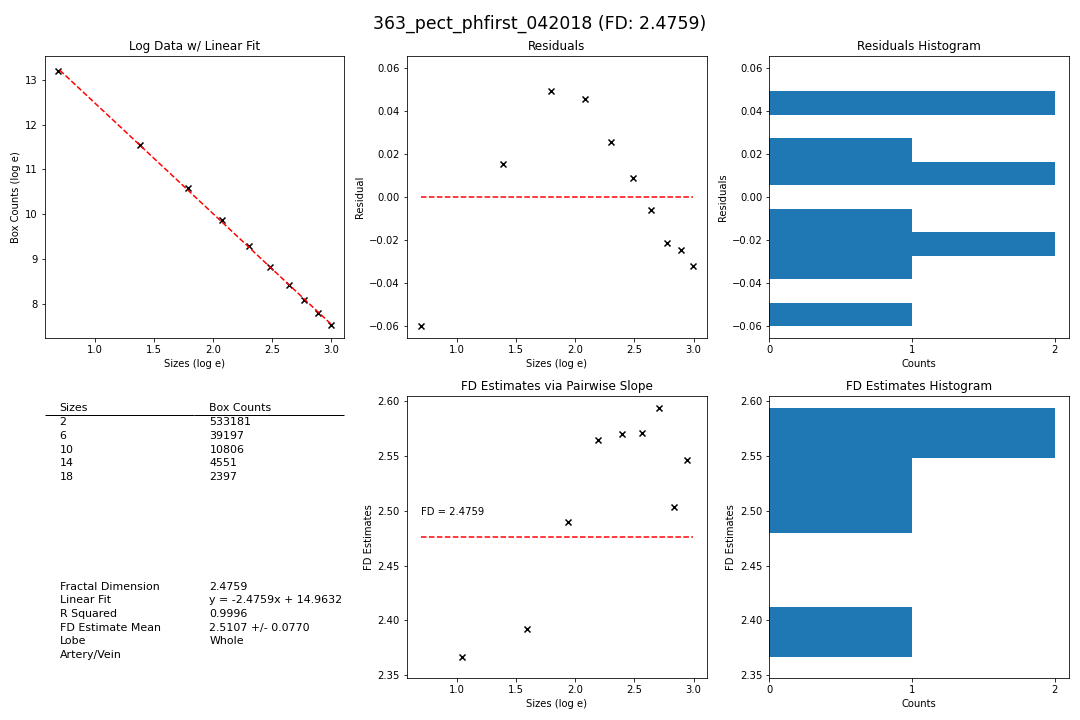 363_pect_phfirst_042018 (FD: 2.4759)
Log Data w/ Linear Fit
13
12
11
10
9
8
1.0 1.5 2.0 2.5 3.0
Box Counts (log e)
Sizes (log e)
Residuals
0.06
0.04
0.02
0.00
−0.02
−0.04
−0.06
1.0 1.5 2.0 2.5 3.0
Residual
Sizes (log e)
Residuals Histogram
0.06
0.04
0.02
0.00
−0.02
−0.04
−0.06
0 1 2
Residuals
Counts
Sizes Box Counts
2 533181
6 39197
10 10806
14 4551
18 2397
Fractal Dimension 2.4759
Linear Fit y = -2.4759x + 14.9632
R Squared 0.9996
FD Estimate Mean 2.5107 +/- 0.0770
Lobe Whole
Artery/Vein
FD Estimates via Pairwise Slope
2.60
2.55
2.50
2.45
2.40
2.35
FD = 2.4759
1.0 1.5 2.0 2.5 3.0
FD Estimates
Sizes (log e)
FD Estimates Histogram
2.60
2.55
2.50
2.45
2.40
2.35
0 1 2
FD Estimates
Counts